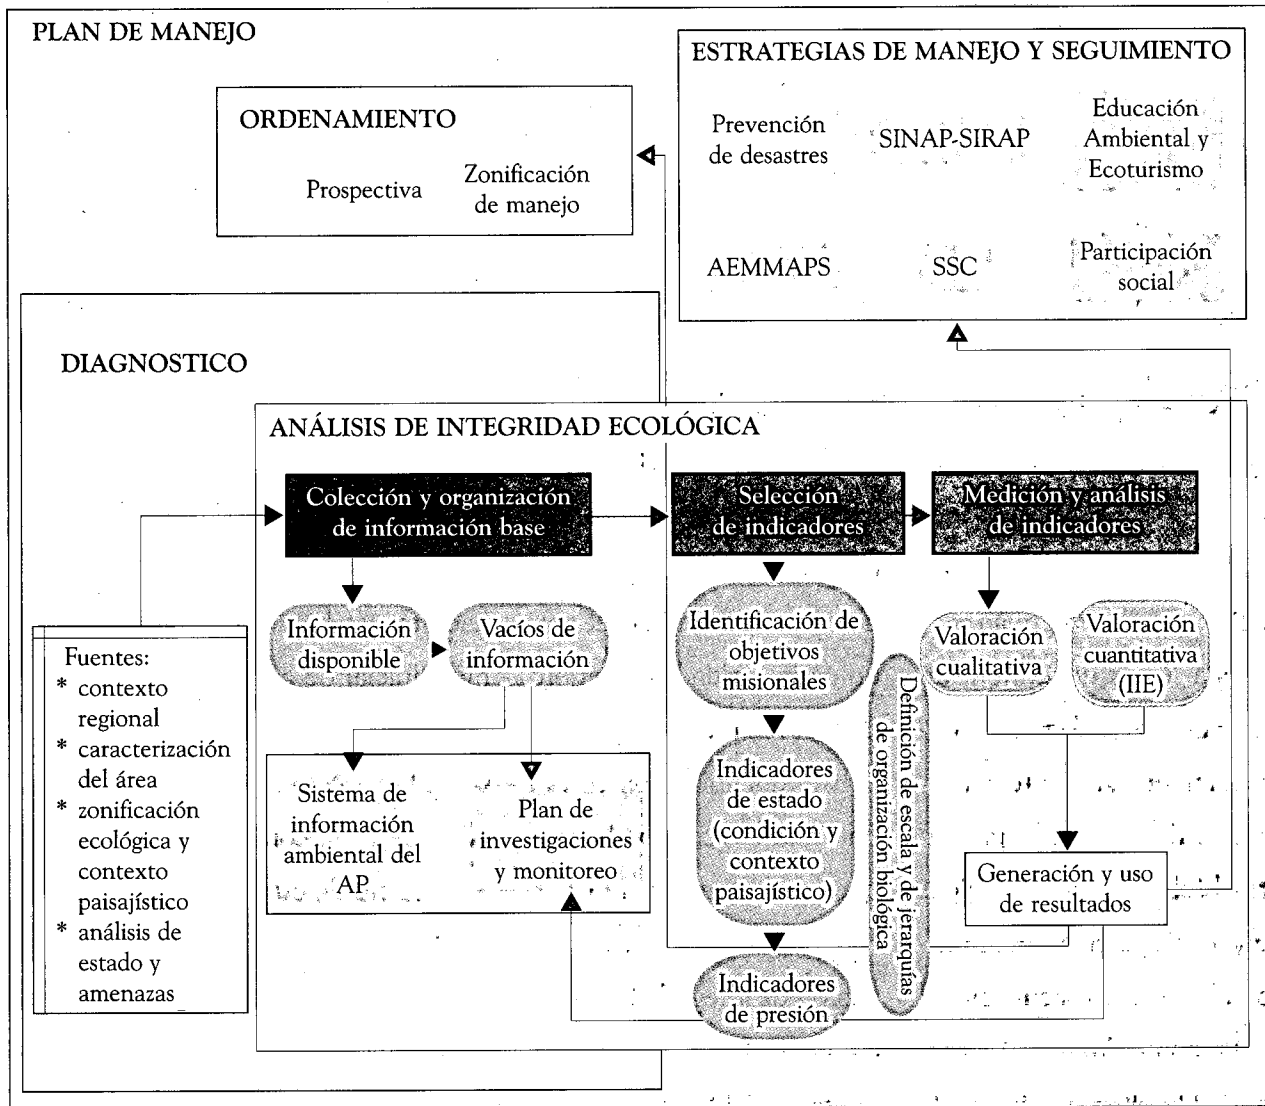 PLAN DE MANEJO
ESTRATEGIAS DE MANEJO Y SEGUIMIENTO
Prevención
de desastres
SINAP-SIRAP
Educación
Ambiental y
Ecoturismo
AEMMAPS
SSC
Participación
social
ORDENAMIENTO
Prospectiva
Zonificación
de manejo
DIAGNOSTICO
ANÁLISIS DE INTEGRIDAD ECOLÓGICA
Colección y organización
de información base
Selección
de indicadores
Medición y análisis
de indicadores
Información
disponible
Vacíos de
información
Identificación de
objetivos
misionales
Valoración
cualitativa
Valoración
cuantitativa
(IIE)
Fuentes:
* contexto
regional
* caracterización
del área
* zonificación
ecológica y
contexto
paisajístico
* análisis de
estado y
amenazas
Sistema de
información
ambiental del
AP
Plan de
investigaciones
y monitoreo
Indicadores
de estado
(condición y
contexto
paisajístico)
Definición de escala y de jerarquías
de organización biológica
Generación y uso
de resultados
Indicadores
de presión